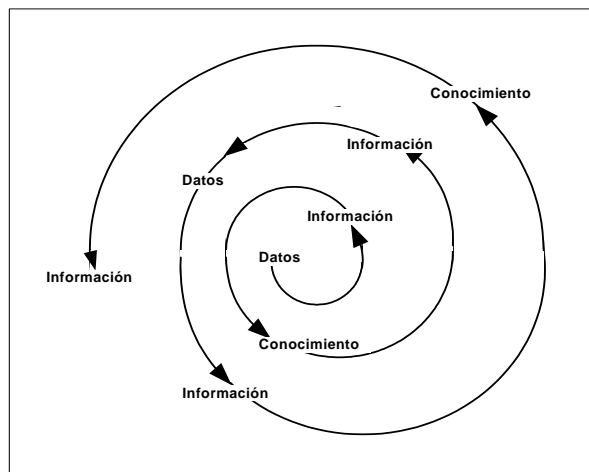 Conocimiento
Información
Datos
Información
Datos
Información
Conocimiento
Información